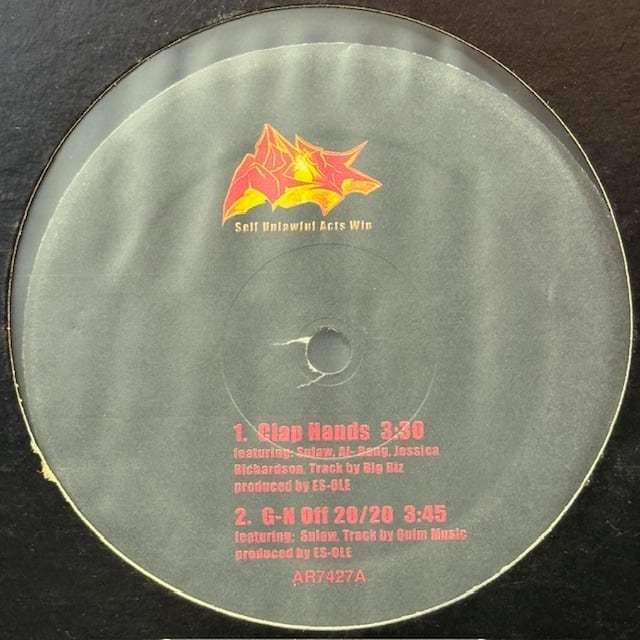 Self Unlawful Acts Win
1. Clap Hands 3:30
featuring: Sulaw, Al- Bang, Jessica
Richardson, Track by Big Biz
produced by ES-OLE
2. G-N Off 20/20 3:45
featuring; Sulaw, Track by Quim Music
produced by ES-OLE
AR7427A